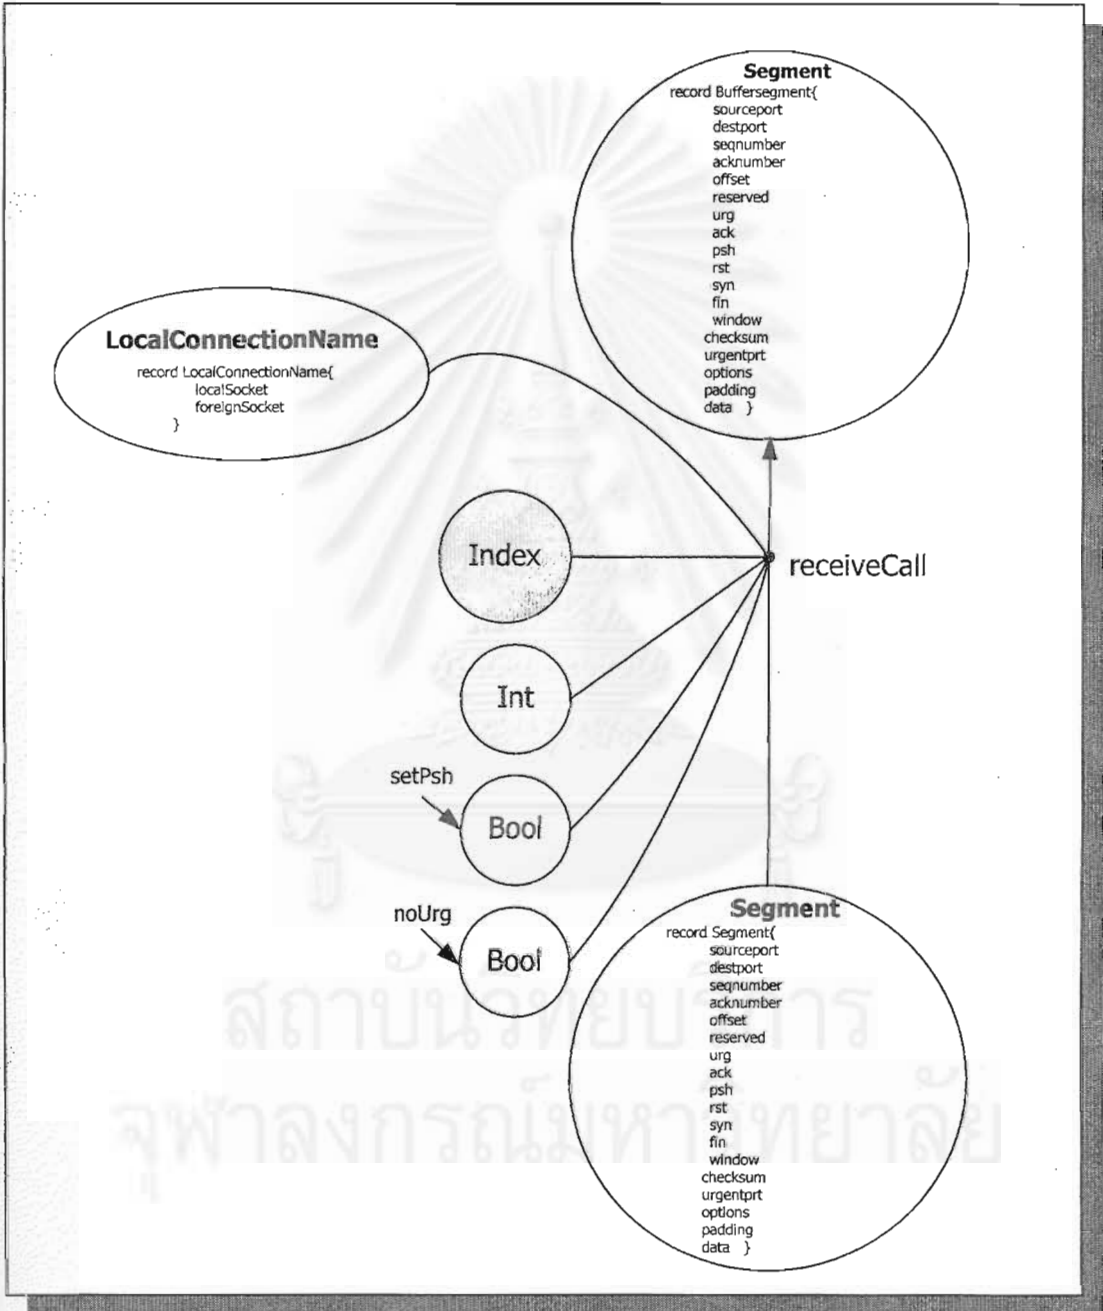 Segment
record Buffersegment{
sourceport
destport
seqnumber
acknumber
offset
reserved
urg
ack
psh
rst
syn
fin
window
checksum
urgentprt
options
padding
data }
LocalConnectionName
record LocalConnectionName{
localSocket
foreignSocket
}
Index
receiveCall
Int
setPsh
Bool
noUrg
Bool
Segment
record Segment{
sourceport
destport
seqnumber
acknumber
offset
reserved
urg
ack
psh
rst
syn
fin
window
checksum
urgentprt
options
padding
data }
สถาบันวิทยบริการ
จุฬาลงกรณ์มหาวิทยาลัย